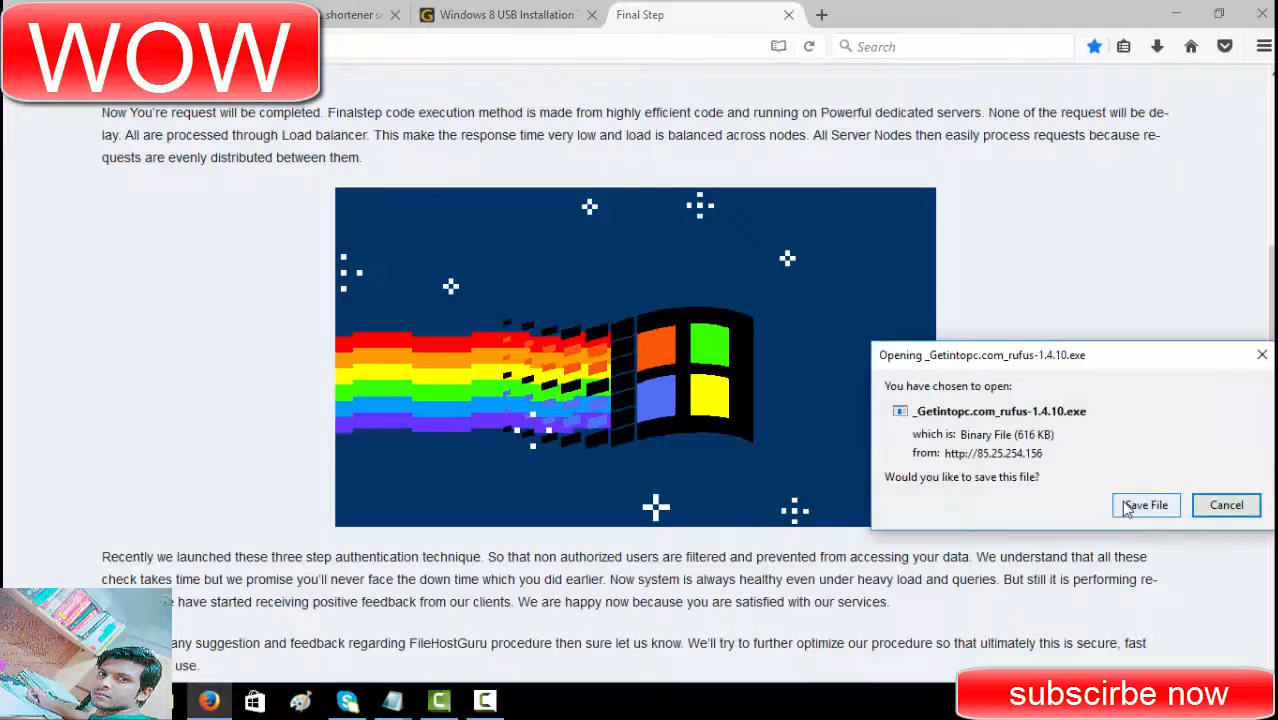 WOW
shortener s
Windows 8 USB Installation
Final Step
Search
Now You're request will be completed. Finalstep code execution method is made from highly efficient code and running on Powerful dedicated servers. None of the request will be de-
lay. All are processed through Load balancer. This make the response time very low and load is balanced across nodes. All Server Nodes then easily process requests because re-
quests are evenly distributed between them.
Opening _Getintopc.com_rufus-1.4.10.exe
You have chosen to open:
_Getintopc.com_rufus-1.4.10.exe
which is: Binary File (616 KB)
from: http://85.25.254.156
Would you like to save this file?
Save File
Cancel
Recently we launched these three step authentication technique. So that non authorized users are filtered and prevented from accessing your data. We understand that all these
check takes time but we promise you'll never face the down time which you did earlier. Now system is always healthy even under heavy load and queries. But still it is performing re-
have started receiving positive feedback from our clients. We are happy now because you are satisfied with our services.
any suggestion and feedback regarding FileHostGuru procedure then sure let us know. We'll try to further optimize our procedure so that ultimately this is secure, fast
use.
subscirbe now